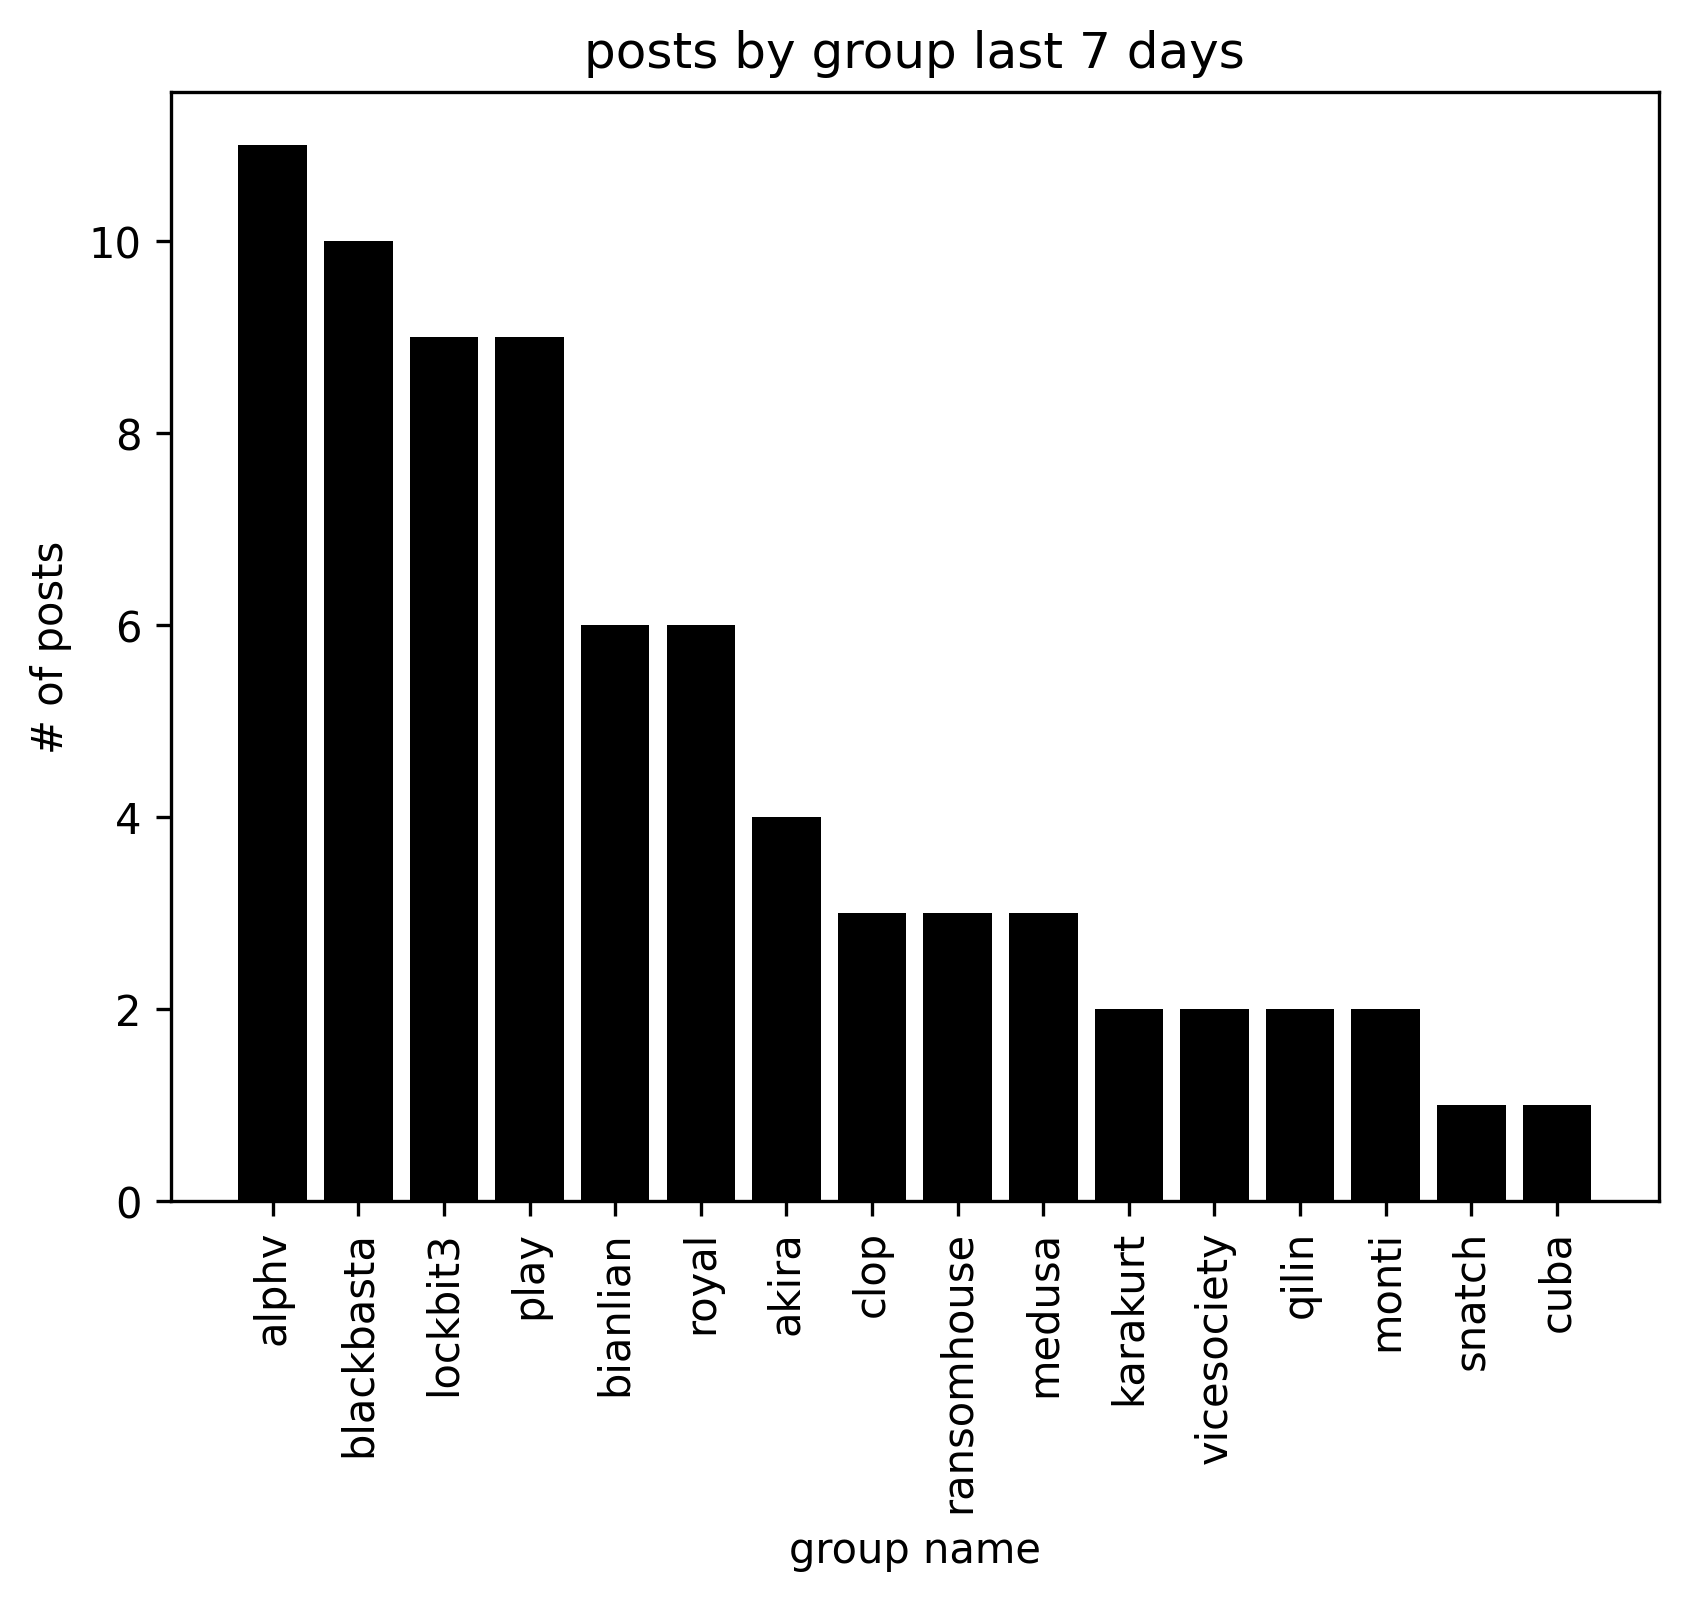 posts by group last 7 days
# of posts
10
8
6
4
2
0
alphv
blackbasta
lockbit3
play
bianlian
royal
akira
clop
ransomhouse
medusa
karakurt
vicesociety
qilin
monti
snatch
cuba
group name